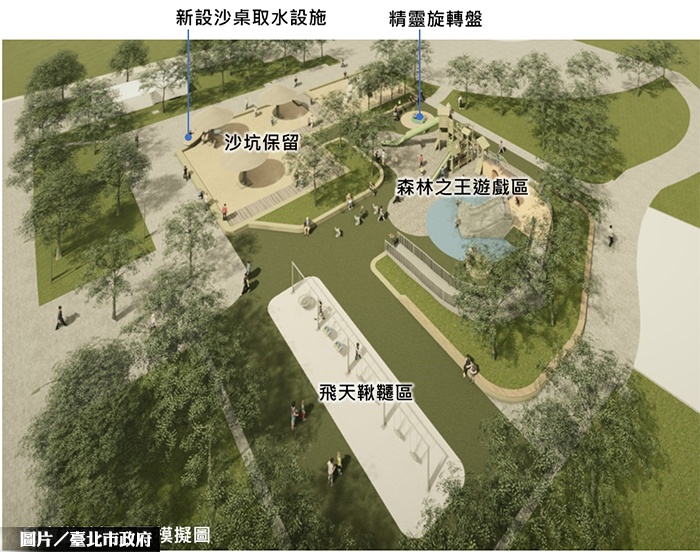 新設沙桌取水設施
精靈旋轉盤
沙坑保留
森林之王遊戲區
飛天鞦韆區
模擬圖
圖片／臺北市政府